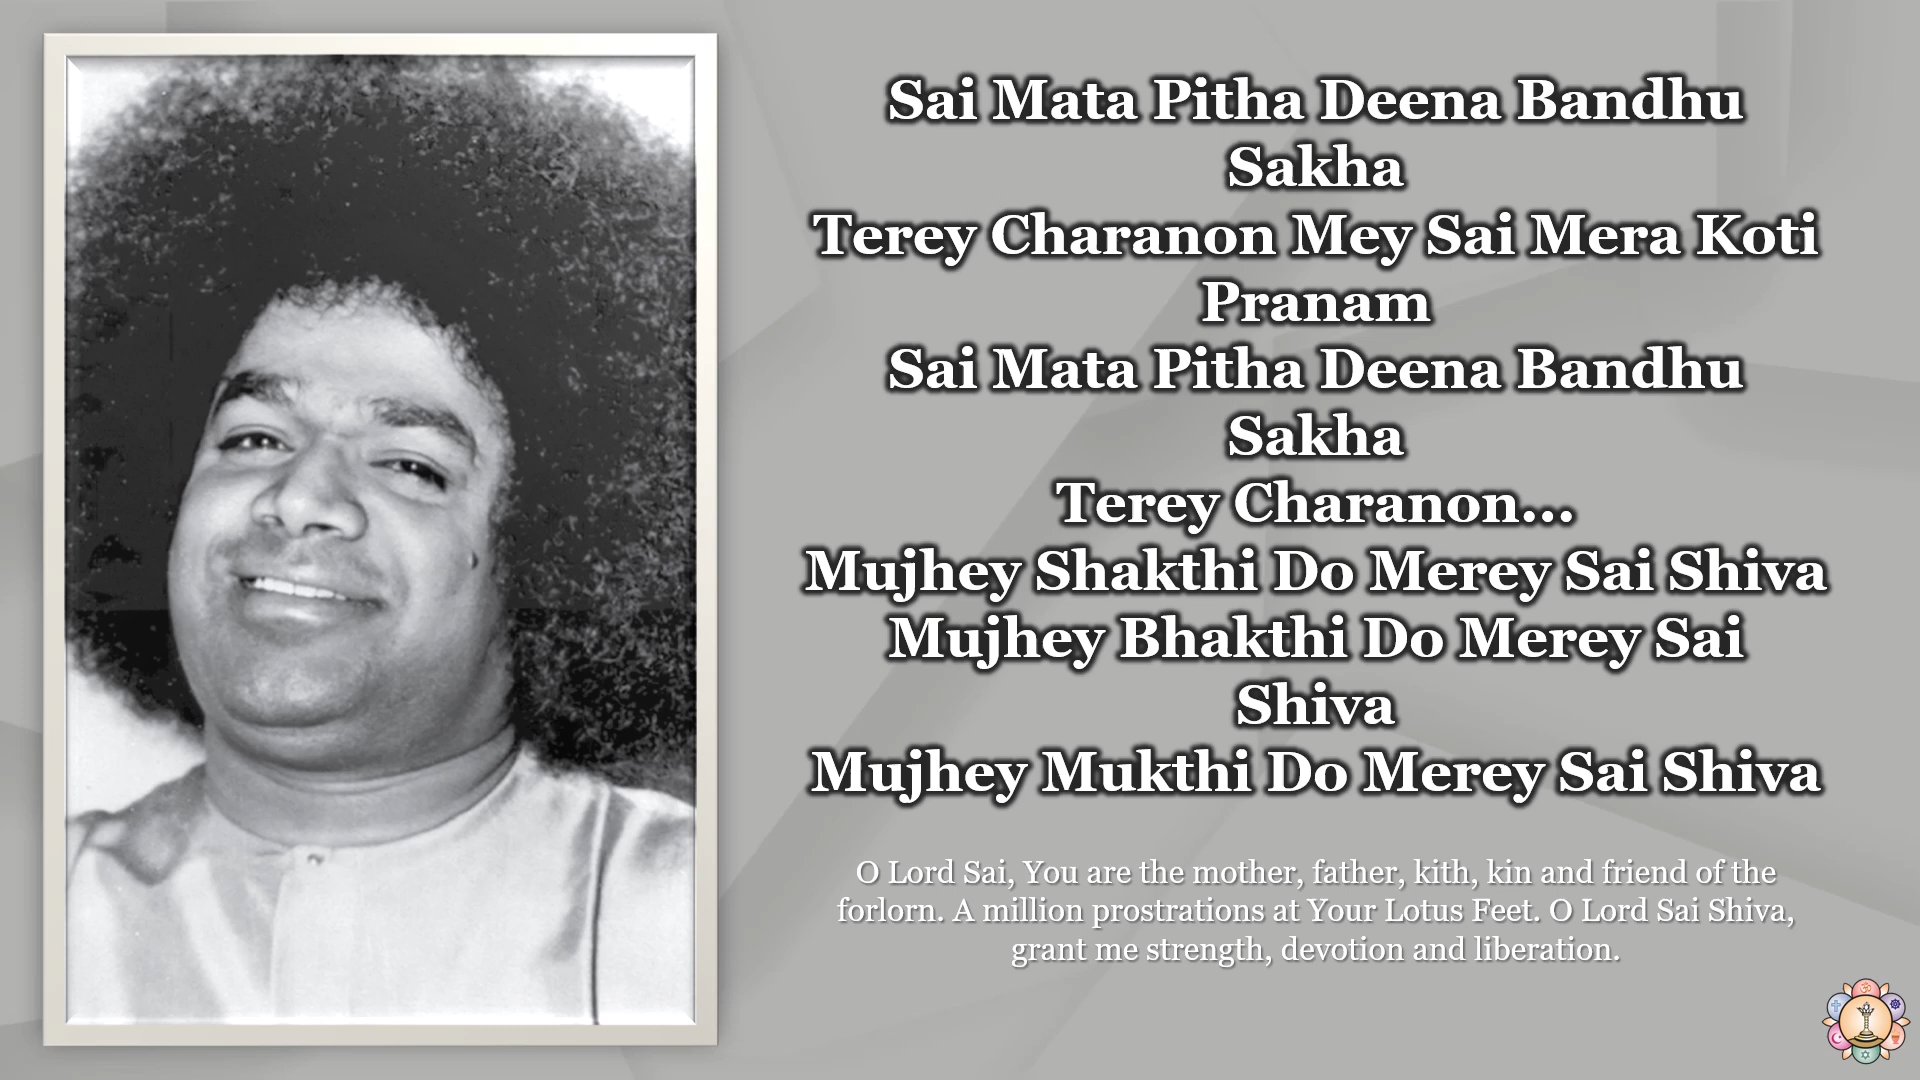 Sai Mata Pitha Deena Bandhu
Sakha
Terey Charanon Mey Sai Mera Koti
Pranam
Sai Mata Pitha Deena Bandhu
Sakha
Terey Charanon...
Mujhey Shakthi Do Merey Sai Shiva
Mujhey Bhakthi Do Merey Sai
Shiva
Mujhey Mukthi Do Merey Sai Shiva
O Lord Sai, You are the mother, father, kith, kin and friend of the
forlorn. A million prostrations at Your Lotus Feet. O Lord Sai Shiva,
grant me strength, devotion and liberation.